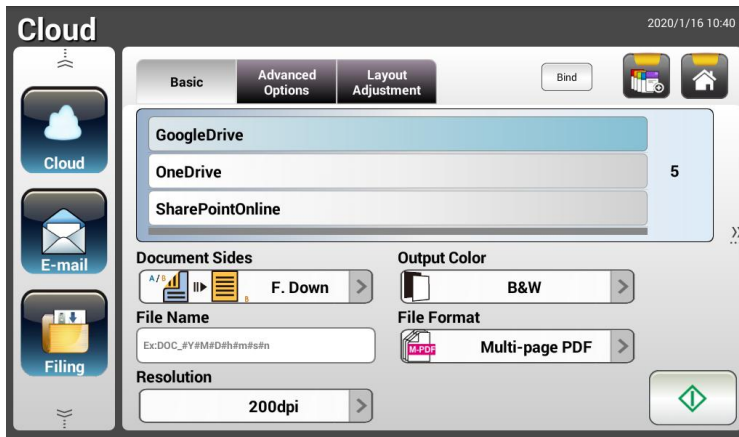 Cloud
2020/1/16 10:40
Basic
Advanced
Options
Layout
Adjustment
Bind
Cloud
E-mail
Filing
GoogleDrive
OneDrive
SharePointOnline
5
Document Sides
A/B
B
F. Down
Output Color
B&W
File Name
Ex:DOC_#Y#M#D#h#m#s#n
File Format
M-PDF
Multi-page PDF
Resolution
200dpi